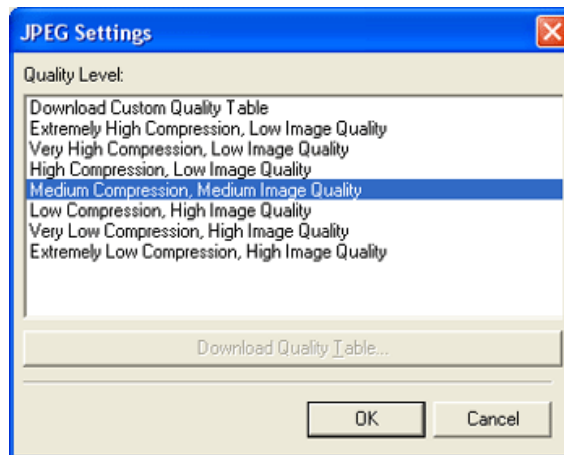 JPEG Settings
Quality Level:
Download Custom Quality Table
Extremely High Compression, Low Image Quality
Very High Compression, Low Image Quality
High Compression, Low Image Quality
Medium Compression, Medium Image Quality
Low Compression, High Image Quality
Very Low Compression, High Image Quality
Extremely Low Compression, High Image Quality
Download Quality Table...
OK
Cancel